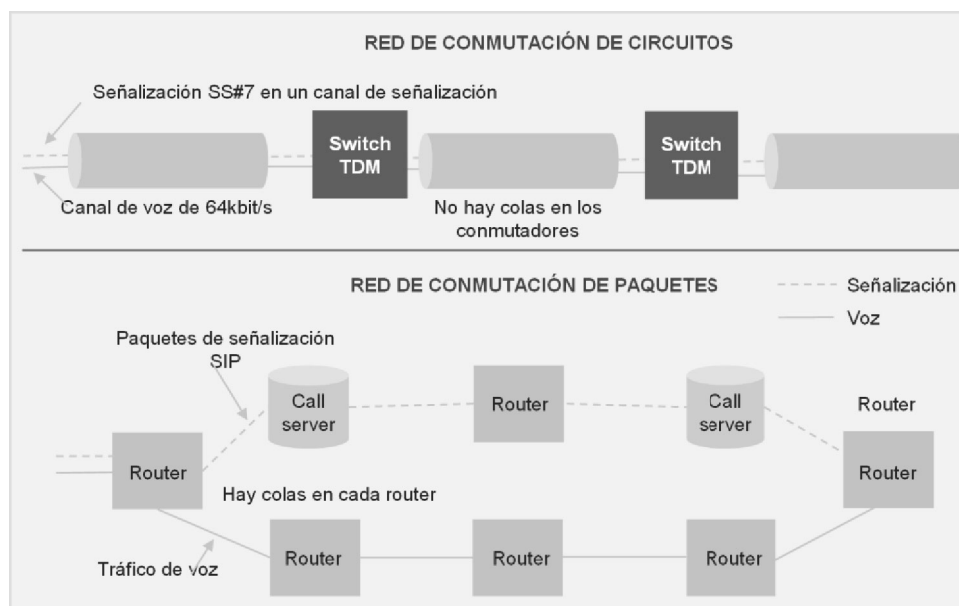 RED DE CONMUTACIÓN DE CIRCUITOS
Señalización SS#7 en un canal de señalización
Switch
TDM
Switch
TDM
Canal de voz de 64kbit/s
No hay colas en los
conmutadores
RED DE CONMUTACIÓN DE PAQUETES
Señalización
Voz
Paquetes de señalización
SIP
Call
server
Router
Call
server
Router
Router
Router
Hay colas en cada router
Router
Router
Router
Tráfico de voz